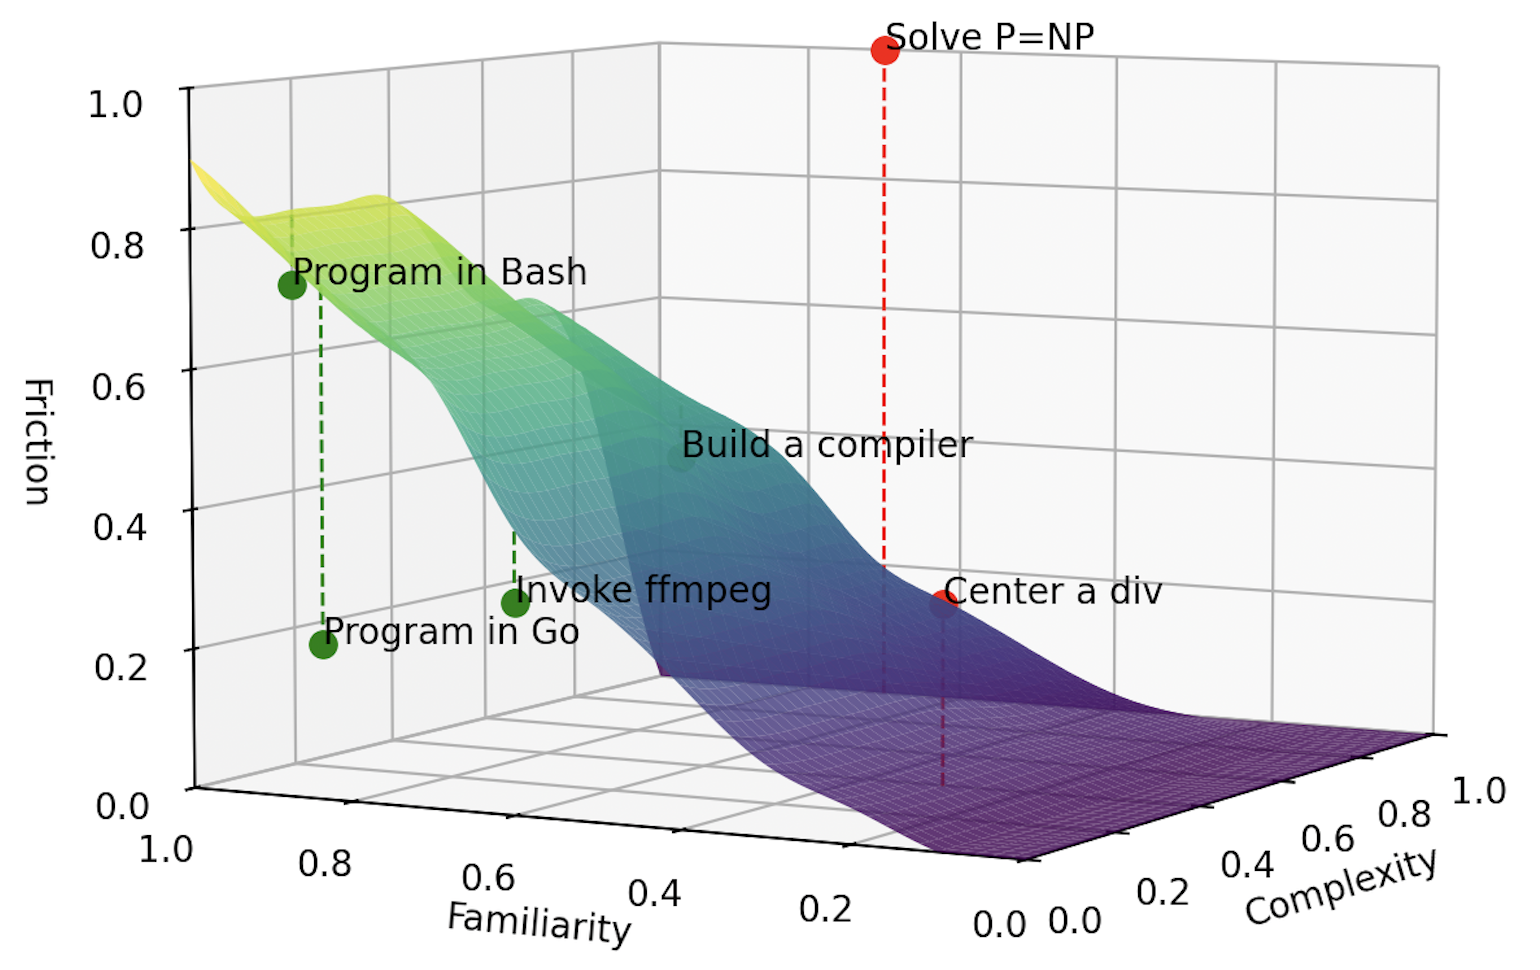 Solve P=NP
1.0
0.8
Program in Bash
0.6
Friction
Build a compiler
0.4
Invoke ffmpeg
Center a div
Program in Go
0.2
0.0
1.0
0.8
0.6
0.4
0.2
0.0
Familiarity
0.0
0.2
0.4
0.6
0.8
1.0
Complexity